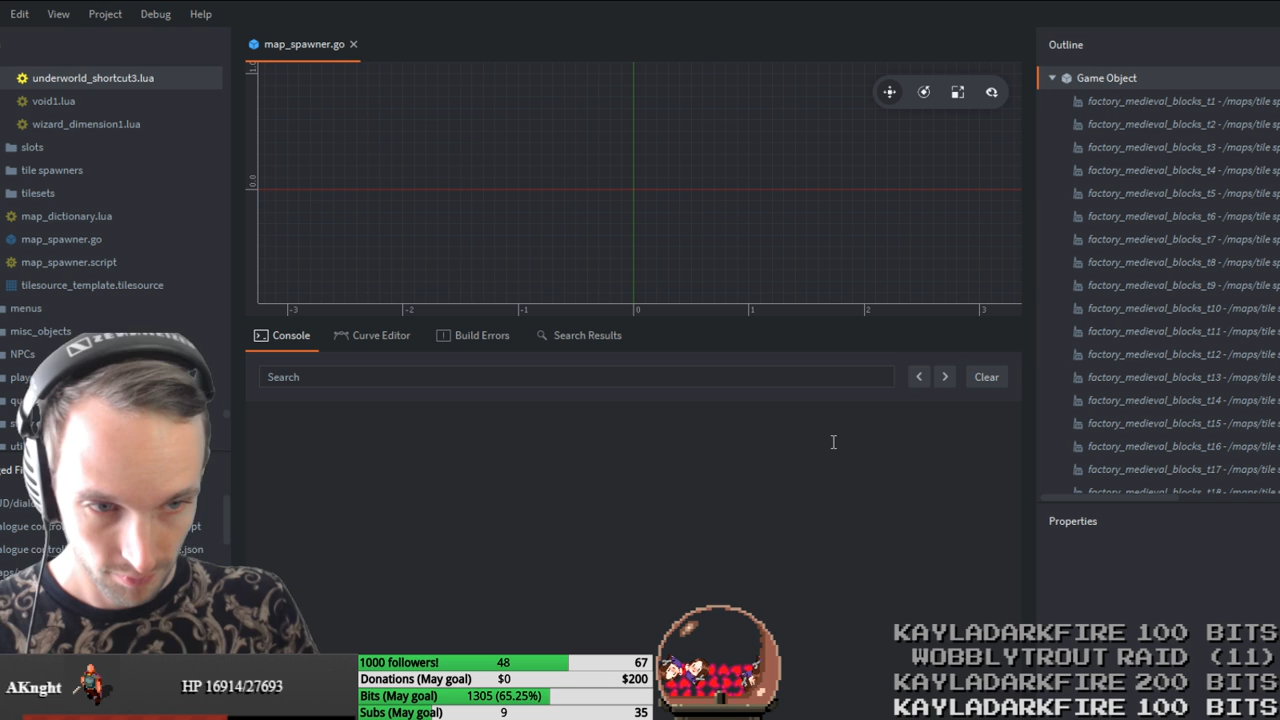 Edit View Project Debug Help
underworld_shortcut3.lua
void1.lua
wizard_dimension1.lua
slots
tile spawners
tilesets
map_dictionary.lua
map_spawner.go
map_spawner.script
tilesource_template.tilesource
menus
misc_objects
NPCs
map_spawner.go
1.0
0.0
-3 -2 -1 0 1 2 3
Console Curve Editor Build Errors Search Results
Search
Clear
Outline
Game Object
factory_medieval_blocks_t1 - /maps/tile sp
factory_medieval_blocks_t2 - /maps/tile sp
factory_medieval_blocks_t3 - /maps/tile sp
factory_medieval_blocks_t4 - /maps/tile sp
factory_medieval_blocks_t5 - /maps/tile sp
factory_medieval_blocks_t6 - /maps/tile sp
factory_medieval_blocks_t7 - /maps/tile sp
factory_medieval_blocks_t8 - /maps/tile sp
factory_medieval_blocks_t9 - /maps/tile sp
factory_medieval_blocks_t10 - /maps/tile s
factory_medieval_blocks_t11 - /maps/tile s
factory_medieval_blocks_t12 - /maps/tile s
factory_medieval_blocks_t13 - /maps/tile s
factory_medieval_blocks_t14 - /maps/tile s
factory_medieval_blocks_t15 - /maps/tile s
factory_medieval_blocks_t16 - /maps/tile s
factory_medieval_blocks_t17 - /maps/tile s
factory_medieval_blocks_t18 - /maps/tile s
Properties
AKnght HP 16914/27693
1000 followers! 48 67
Donations (May goal) $0 $200
Bits (May goal) 1305 (65.25%)
Subs (May goal) 9 35
KAYLADARKFIRE 100 BITS
WOBBLYTROUT RAID (11)
KAYLADARKFIRE 200 BITS
KAYLADARKFIRE 100 BITS